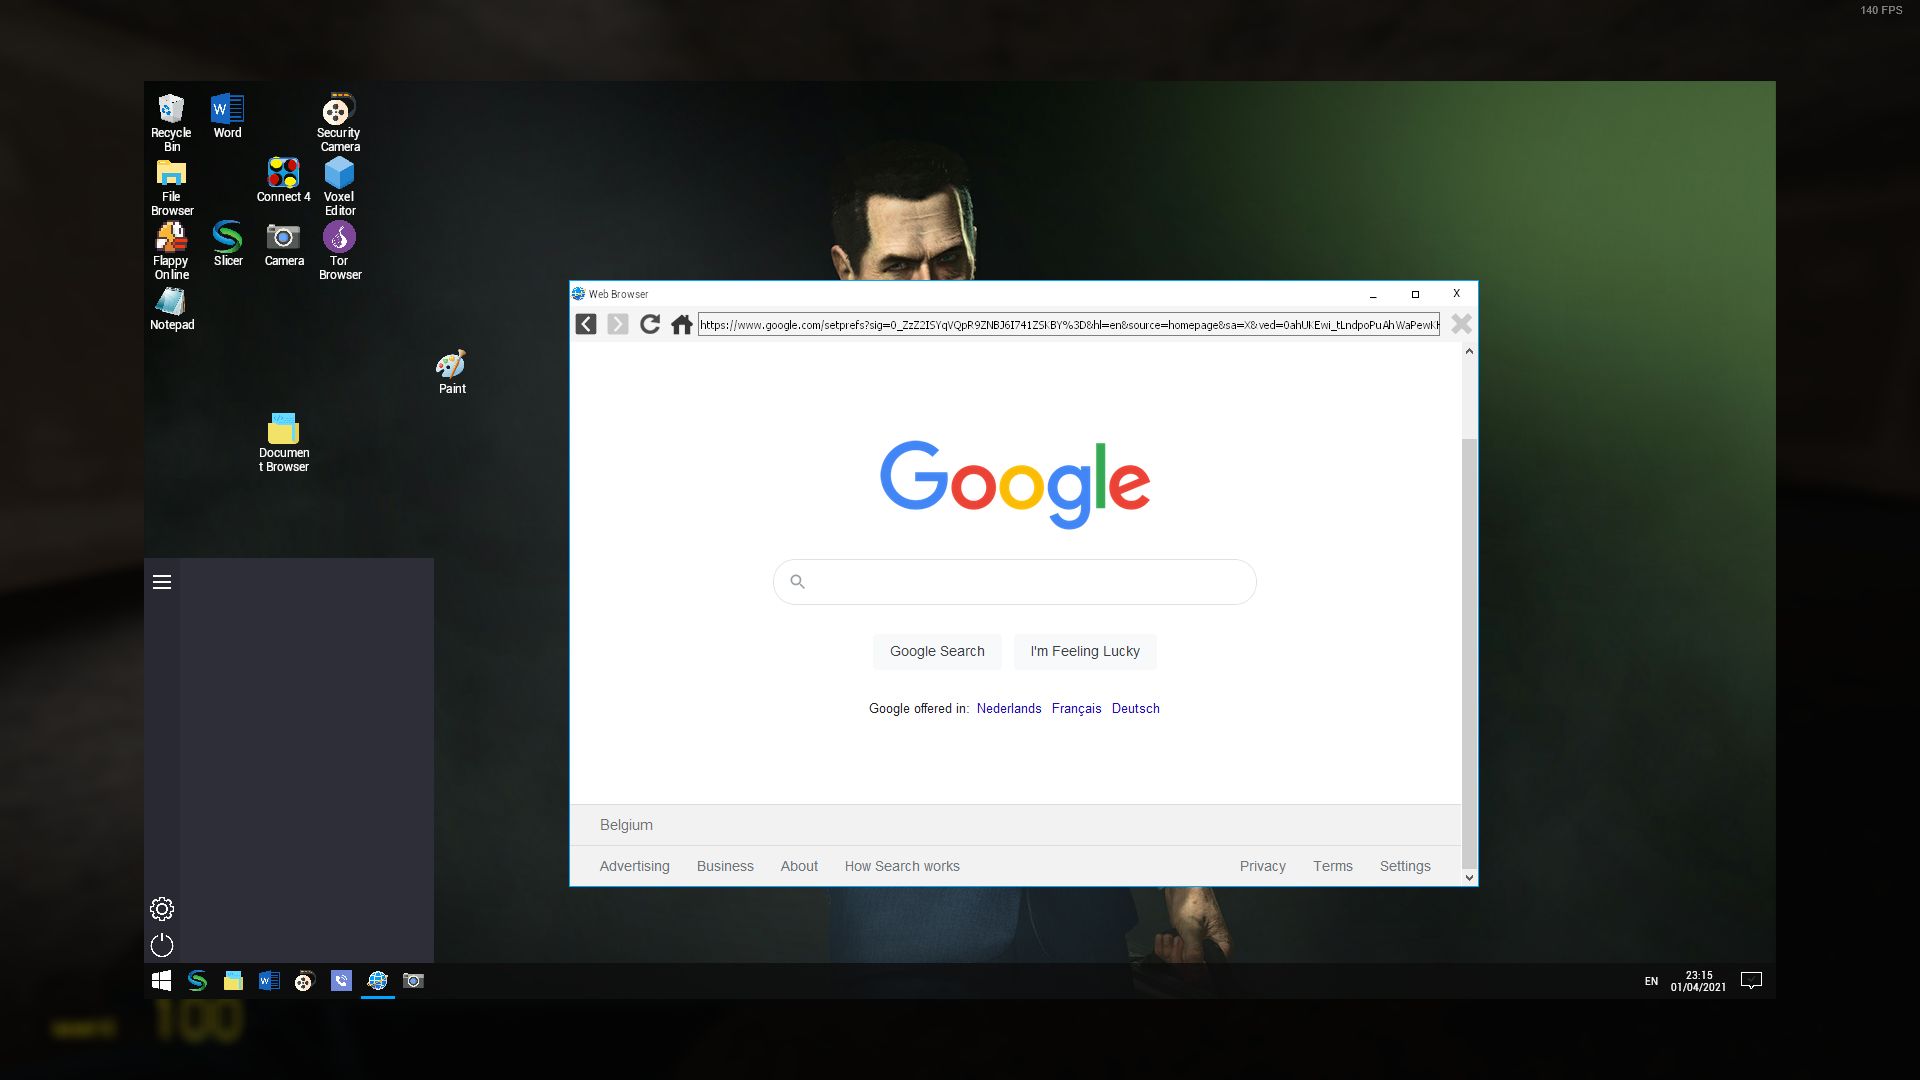 140 FPS
Recycle
Bin
Word
Security
Camera
File
Browser
Connect 4
Voxel
Editor
Flappy
Online
Slicer
Camera
Tor
Browser
Notepad
Paint
Documen
t Browser
Web Browser
X
https://www.google.com/setprefs?sig=0_ZzZ2ISYqVQpR9ZNBJ6I741ZSKBY%3D&hl=en&source=homepage&sa=X&ved=0ahUKEwi_tLndpoPuAhWaPewK
Google
Google Search
I'm Feeling Lucky
Google offered in: Nederlands Français Deutsch
Belgium
Advertising Business About How Search works Privacy Terms Settings
EN
23:15
01/04/2021
100